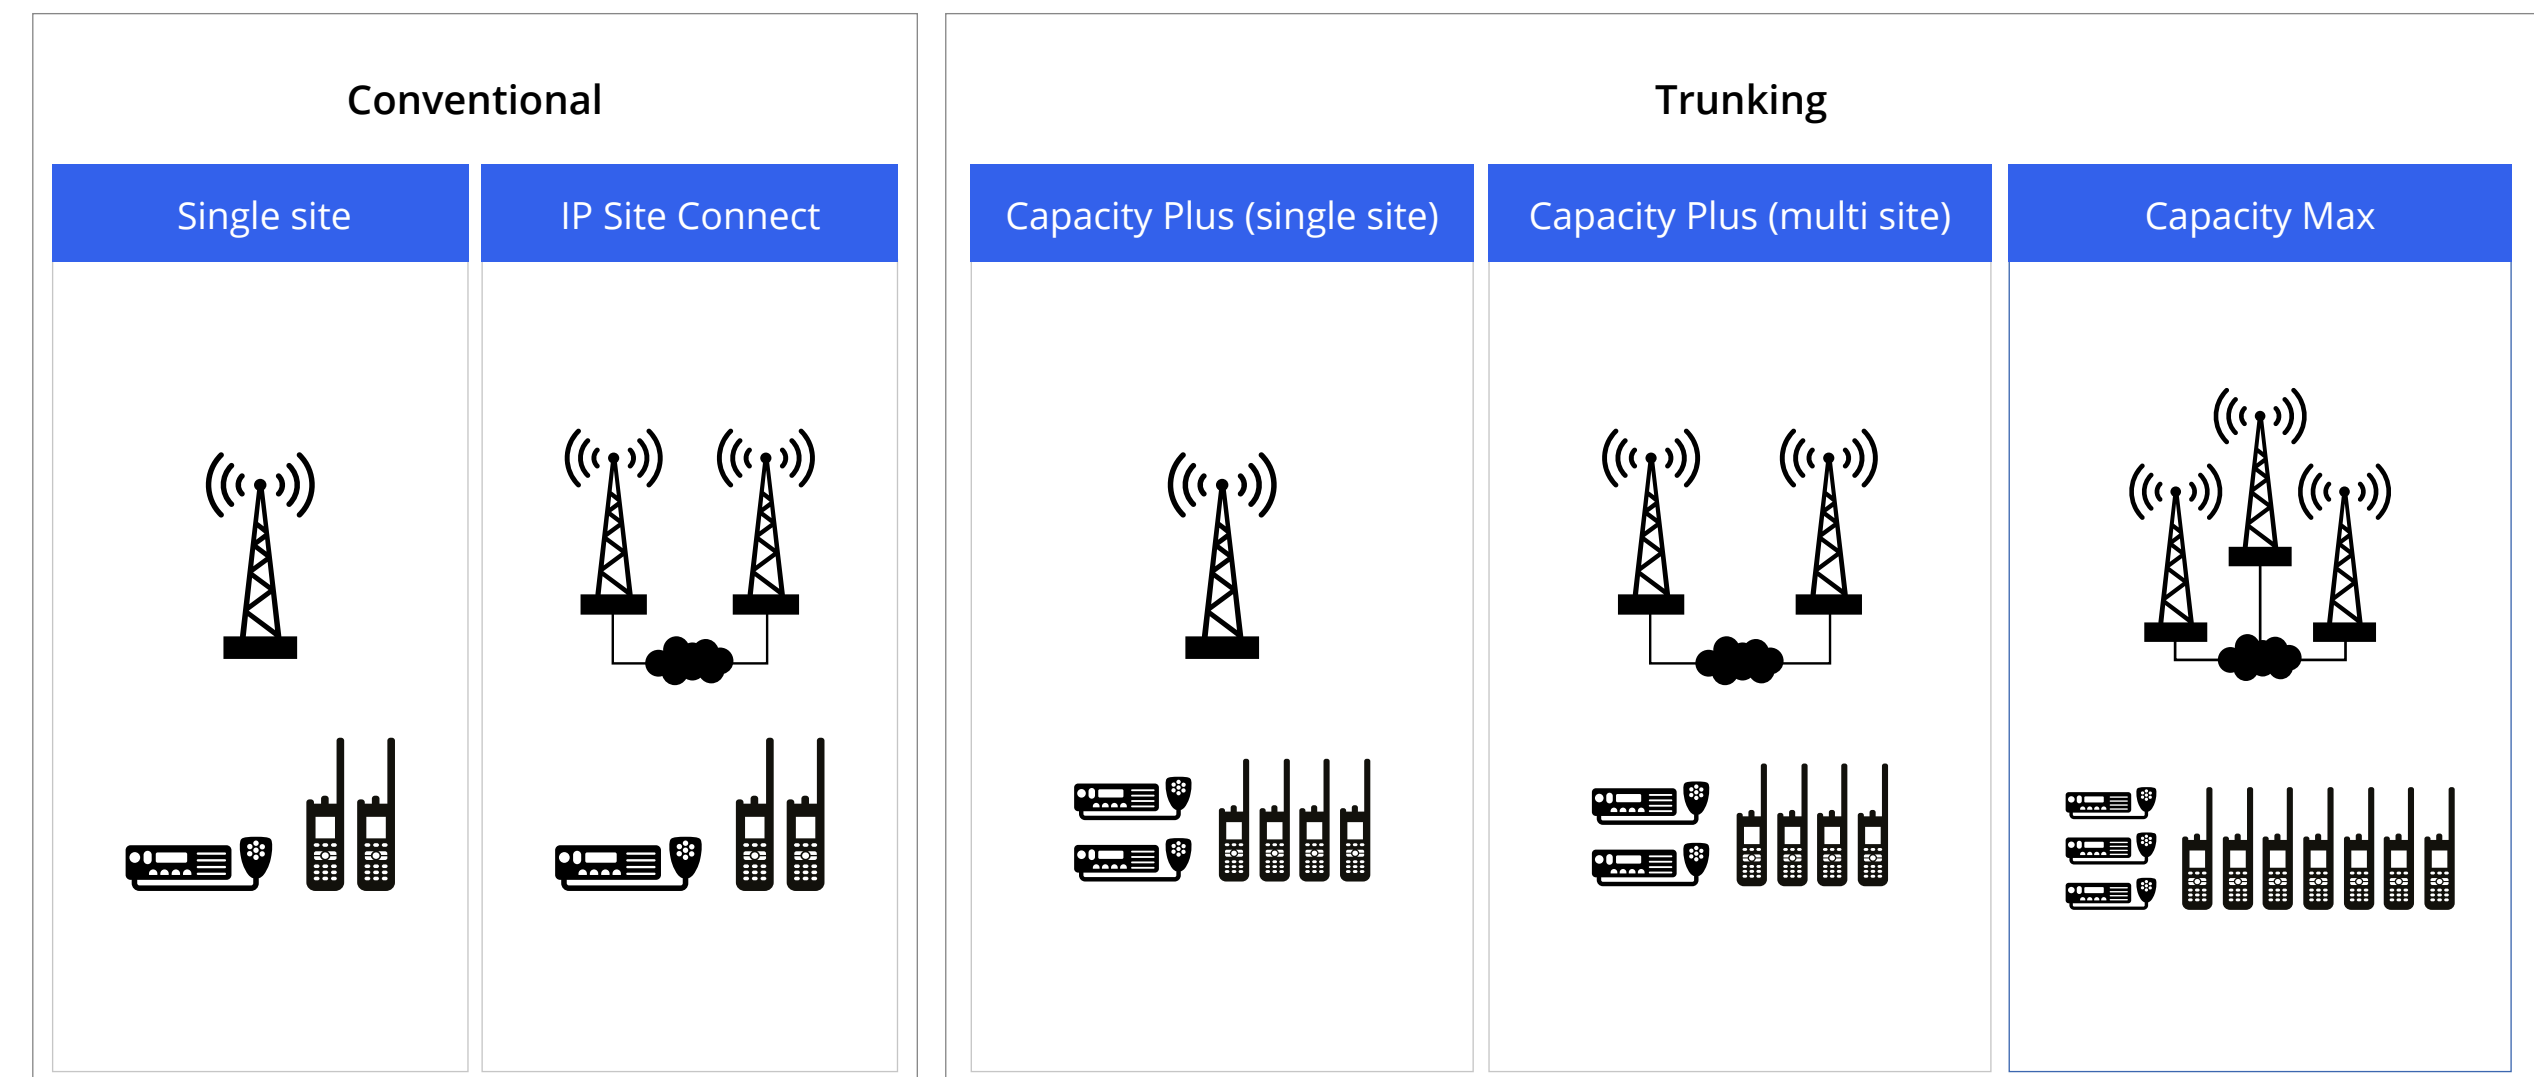 Conventional
Trunking
Single site
IP Site Connect
Capacity Plus (single site)
Capacity Plus (multi site)
Capacity Max